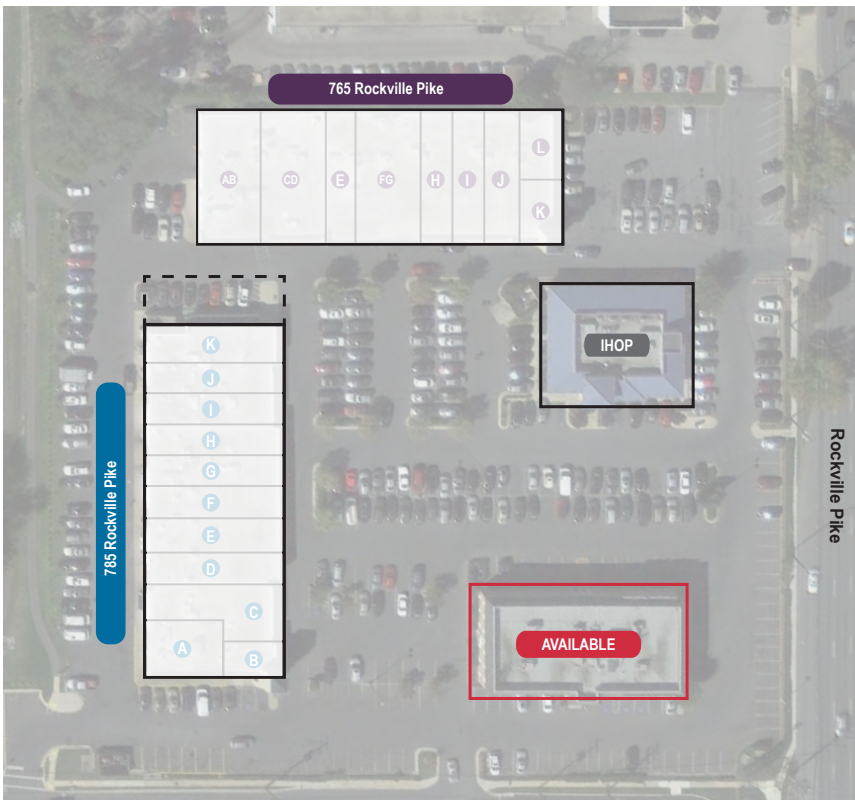 765 Rockville Pike
AB
CD
E
FG
H
I
J
L
K
IHOP
K
J
I
H
G
F
E
D
C
A
B
785 Rockville Pike
Rockville Pike
AVAILABLE